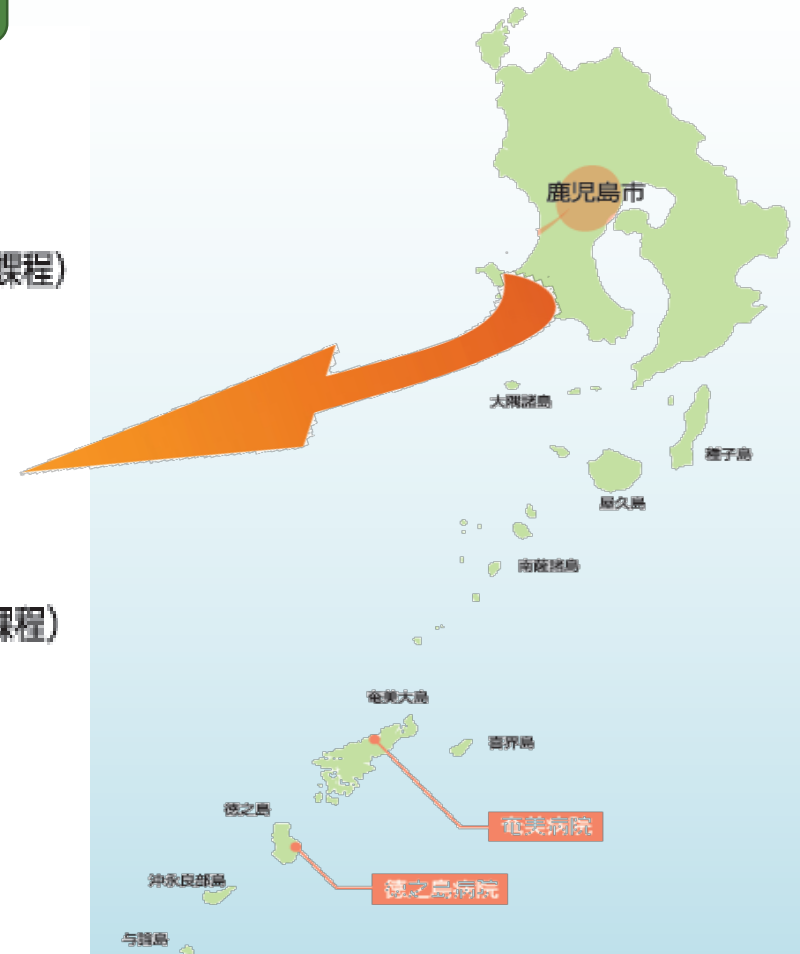 鹿児島市
課程）
大隅諸島
種子島
屋久島
南薩諸島
課程）
奄美大島
喜界島
徳之島
奄美病院
沖永良部島
徳之島病院
与論島